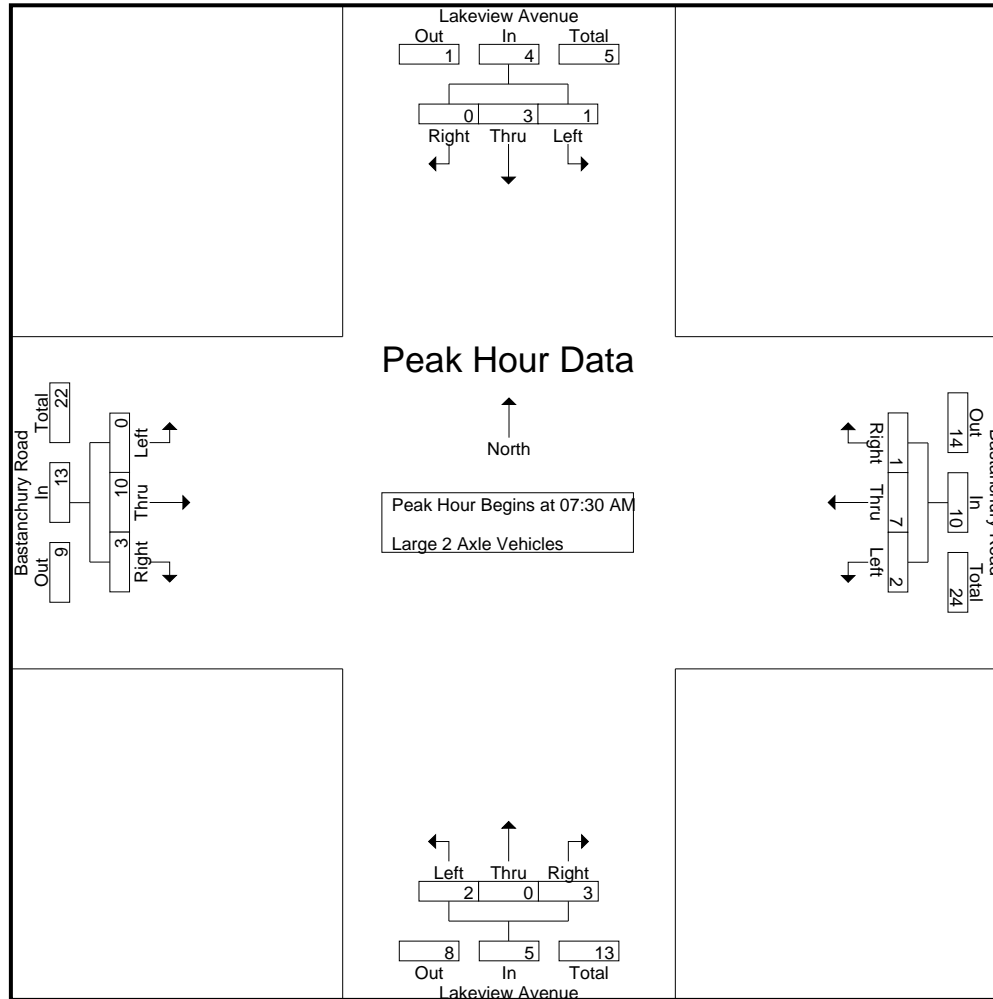 Lakeview Avenue
Out In Total
1 4 5
0 3 1
Right Thru Left
Peak Hour Data
North
Peak Hour Begins at 07:30 AM
Large 2 Axle Vehicles
Bastanchury Road
Total In Out
22 13 9
0 10 3
Left Thru Right
Right Thru Left
1 7 2
14 10 24
Out In Total
Bastanchury Road
Left Thru Right
2 0 3
8 5 13
Out In Total
Lakeview Avenue